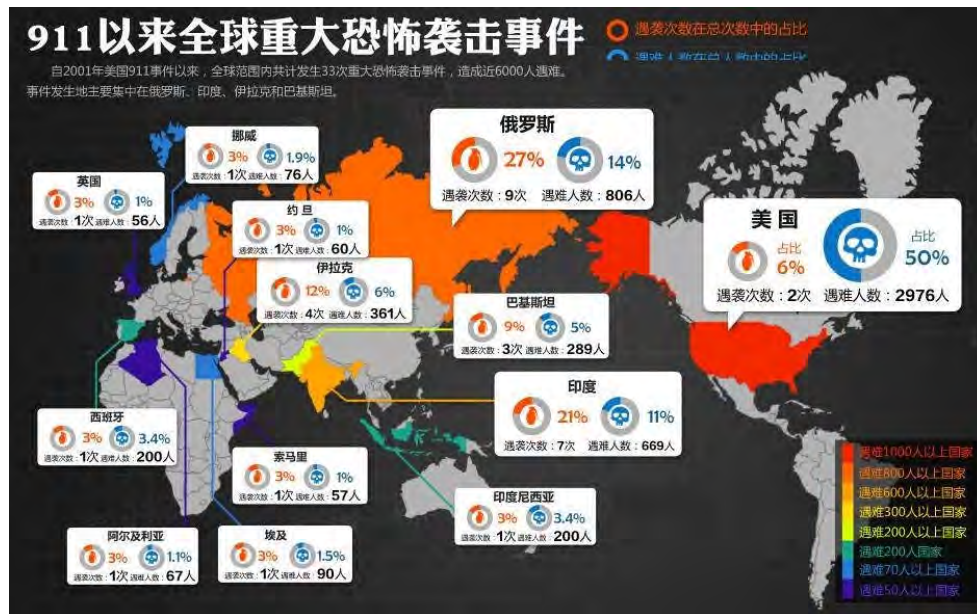 911以来全球重大恐怖袭击事件
遇袭次数在总次数中的占比
遇难人数在总人数中的占比
自2001年美国911事件以来，全球范围内共计发生33次重大恐怖袭击事件，造成近6000人遇难。
事件发生地主要集中在俄罗斯、印度、伊拉克和巴基斯坦。
挪威
3% 1.9%
遇袭次数：1次 遇难人数：76人
英国
3% 1%
遇袭次数：1次 遇难人数：56人
约旦
3% 1%
遇袭次数：1次 遇难人数：60人
伊拉克
12% 6%
遇袭次数：4次 遇难人数：361人
俄罗斯
27% 14%
遇袭次数：9次 遇难人数：806人
美国
占比 占比
6% 50%
遇袭次数：2次 遇难人数：2976人
巴基斯坦
9% 5%
遇袭次数：3次 遇难人数：289人
印度
21% 11%
遇袭次数：7次 遇难人数：669人
西班牙
3% 3.4%
遇袭次数：1次 遇难人数：200人
索马里
3% 1%
遇袭次数：1次 遇难人数：57人
印度尼西亚
3% 3.4%
遇袭次数：1次 遇难人数：200人
阿尔及利亚
3% 1.1%
遇袭次数：1次 遇难人数：67人
埃及
3% 1.5%
遇袭次数：1次 遇难人数：90人
遇难1000人以上国家
遇难800人以上国家
遇难600人以上国家
遇难300人以上国家
遇难200人以上国家
遇难200人国家
遇难70人以上国家
遇难50人以上国家